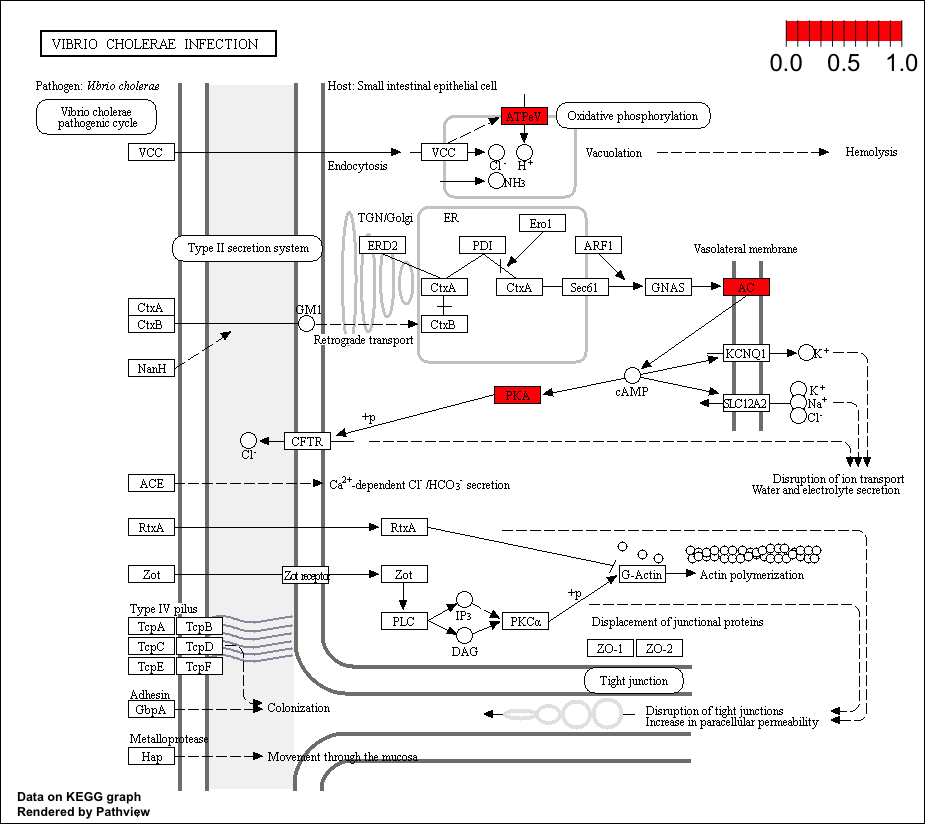 VIBRIO CHOLERAE INFECTION
0.0 0.5 1.0
Pathogen: Vibrio cholerae
Host: Small intestinal epithelial cell
Vibrio cholerae
pathogenic cycle
ATPeV
Oxidative phosphorylation
VCC
VCC
Cl-
H+
Endocytosis
Vacuolation
Hemolysis
NH3
TGN/Golgi
ER
Ero1
Type II secretion system
ERD2
PDI
ARF1
Vasolateral membrane
CtxA
CtxA
Sec61
GNAS
AC
CtxA
CtxB
GM1
CtxB
Retrograde transport
KCNQ1
K+
NanH
cAMP
PKA
K+
SLC12A2
Na+
Cl-
+p
CFTR
Cl-
ACE
Ca2+-dependent Cl-/HCO3- secretion
Disruption of ion transport
Water and electrolyte secretion
RtxA
RtxA
Zot
Zot receptor
Zot
G-Actin
Actin polymerization
+p
Type IV pilus
TcpA
TcpB
IP3
PLC
PKCα
Displacement of junctional proteins
TcpC
TcpD
DAG
ZO-1
ZO-2
TcpE
TcpF
Tight junction
Adhesin
GbpA
Colonization
Disruption of tight junctions
Increase in paracellular permeability
Metalloprotease
Hap
Movement through the mucosa
Data on KEGG graph
Rendered by Pathview